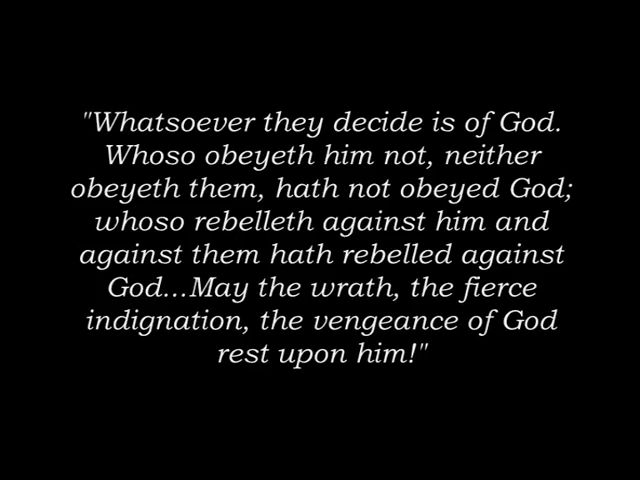 "Whatsoever they decide is of God.
Whoso obeyeth him not, neither
obeyeth them, hath not obeyed God;
whoso rebelleth against him and
against them hath rebelled against
God...May the wrath, the fierce
indignation, the vengeance of God
rest upon him!"